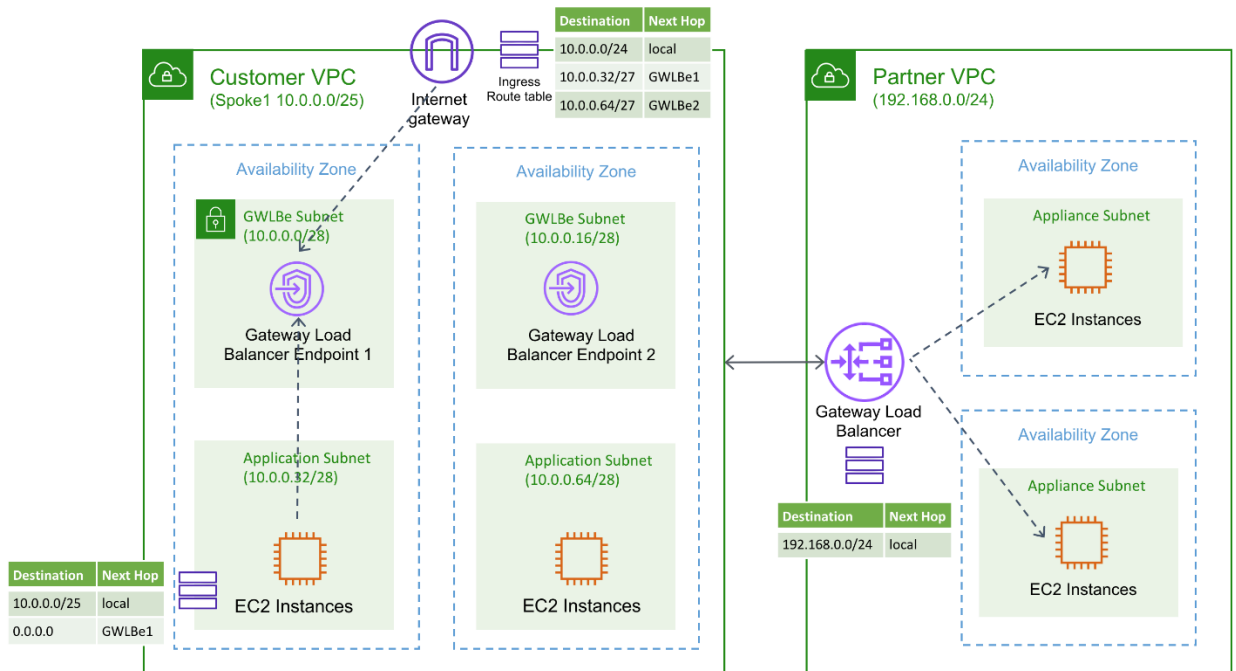 Destination Next Hop
10.0.0.0/24 local
10.0.0.32/27 GWLBe1
10.0.0.64/27 GWLBe2
Ingress
Route table
Internet
gateway
Customer VPC
(Spoke1 10.0.0.0/25)
Availability Zone
GWLBe Subnet
(10.0.0.0/28)
Gateway Load
Balancer Endpoint 1
Application Subnet
(10.0.0.32/28)
EC2 Instances
Destination Next Hop
10.0.0.0/25 local
0.0.0.0 GWLBe1
Availability Zone
GWLBe Subnet
(10.0.0.16/28)
Gateway Load
Balancer Endpoint 2
Application Subnet
(10.0.0.64/28)
EC2 Instances
Partner VPC
(192.168.0.0/24)
Gateway Load
Balancer
Destination Next Hop
192.168.0.0/24 local
Availability Zone
Appliance Subnet
EC2 Instances
Availability Zone
Appliance Subnet
EC2 Instances